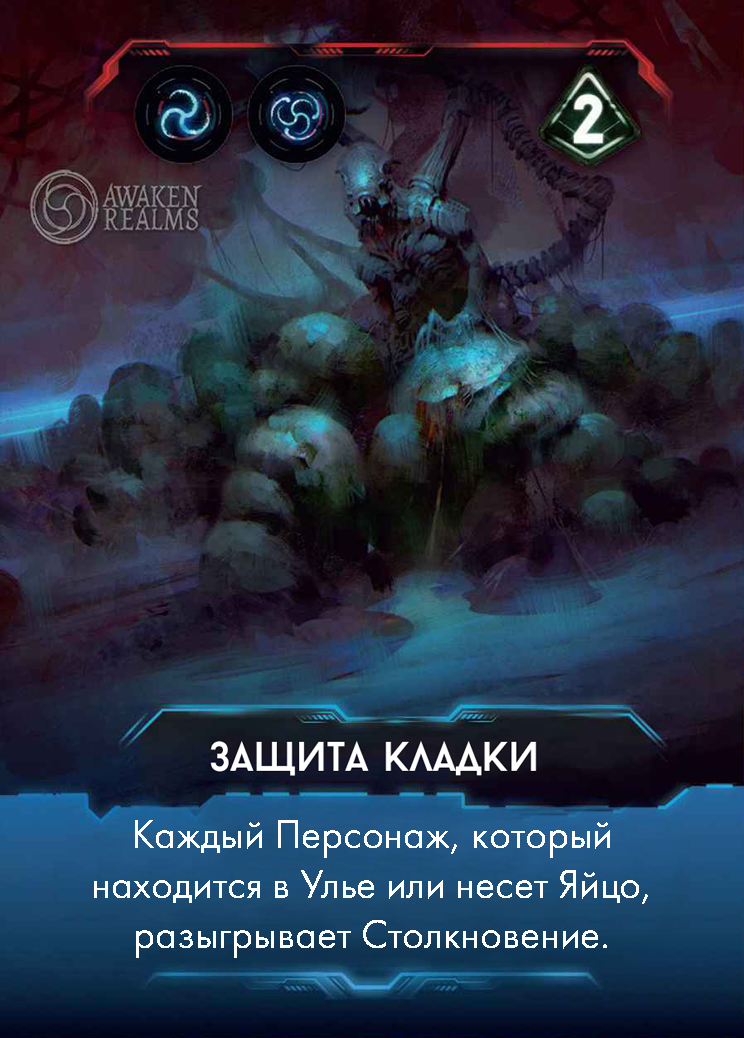 2
AWAKEN
REALMS
ЗАЩИТА КЛАДКИ
Каждый Персонаж, который
находится в Улье или несет Яйцо,
разыгрывает Столкновение.